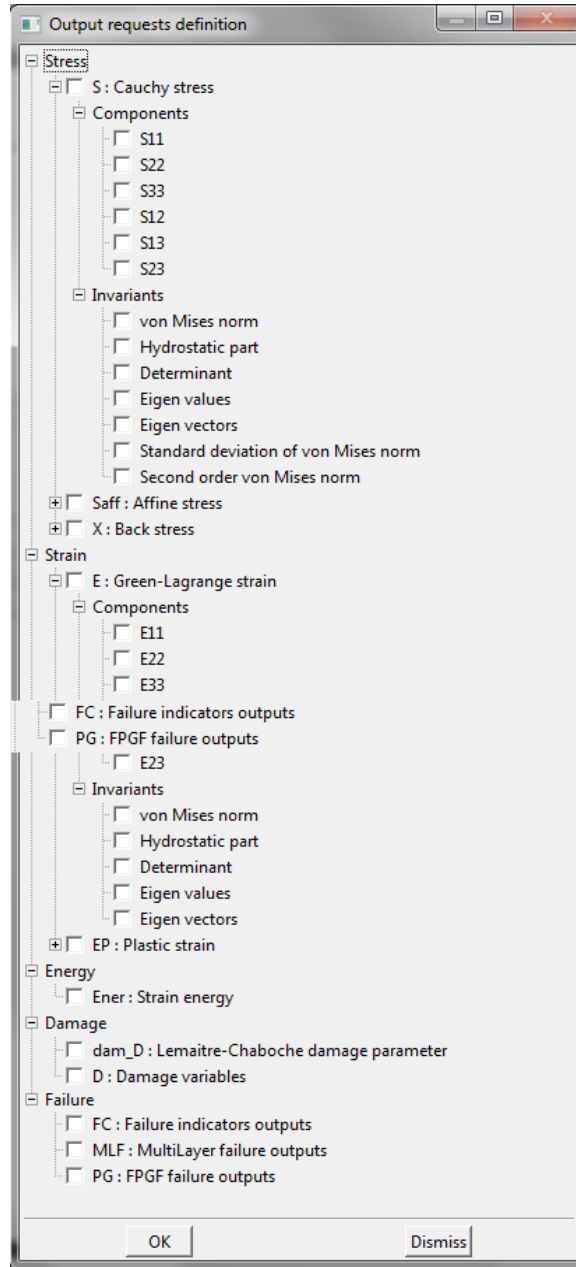 Output requests definition
Stress
S : Cauchy stress
Components
S11
S22
S33
S12
S13
S23
Invariants
von Mises norm
Hydrostatic part
Determinant
Eigen values
Eigen vectors
Standard deviation of von Mises norm
Second order von Mises norm
Saff : Affine stress
X : Back stress
Strain
E : Green-Lagrange strain
Components
E11
E22
E33
FC : Failure indicators outputs
PG : FPGF failure outputs
E23
Invariants
von Mises norm
Hydrostatic part
Determinant
Eigen values
Eigen vectors
EP : Plastic strain
Energy
Ener : Strain energy
Damage
dam_D : Lemaitre-Chaboche damage parameter
D : Damage variables
Failure
FC : Failure indicators outputs
MLF : MultiLayer failure outputs
PG : FPGF failure outputs
OK Dismiss